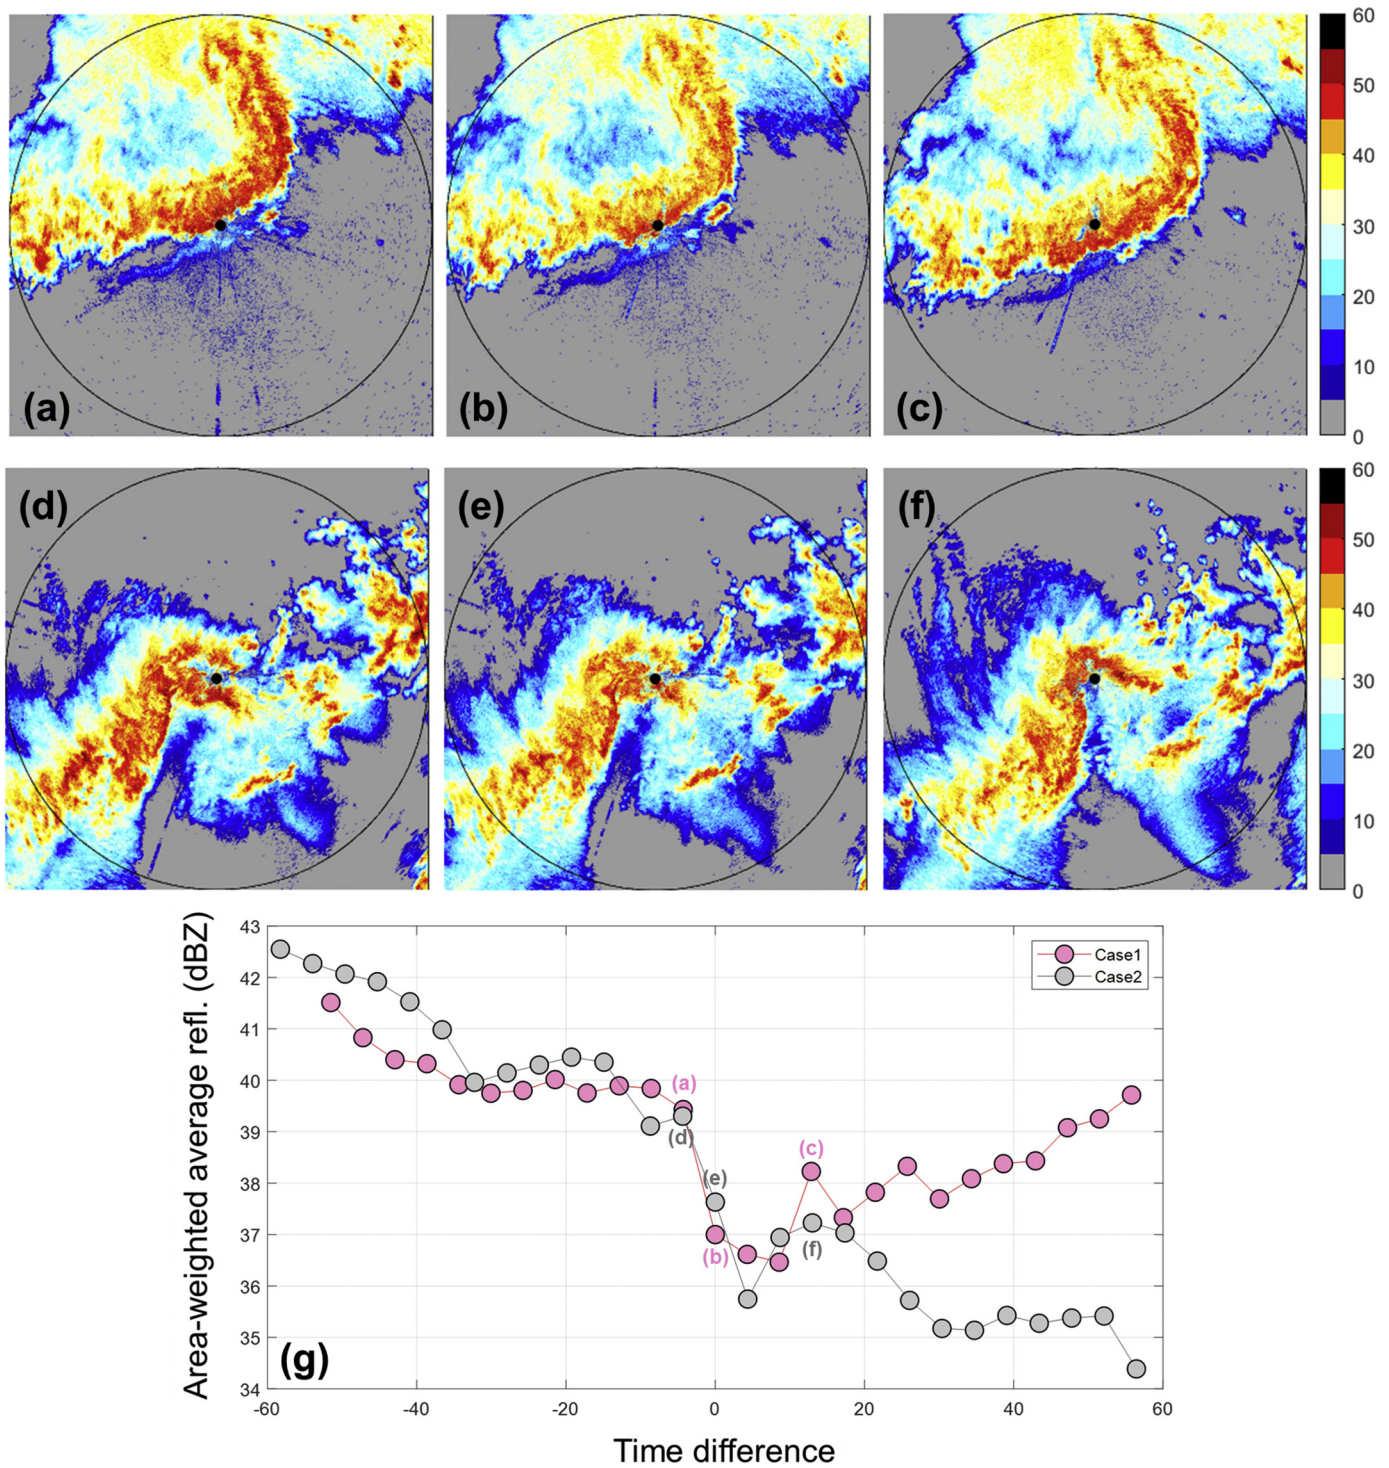 (a)
(b)
(c)
60
50
40
30
20
10
0
(d)
(e)
(f)
60
50
40
30
20
10
0
Area-weighted average refl. (dBZ)
43
42
41
40
39
38
37
36
35
34
Case1
Case2
(a)
(d)
(e)
(b)
(c)
(f)
(g)
-60
-40
-20
0
20
40
60
Time difference